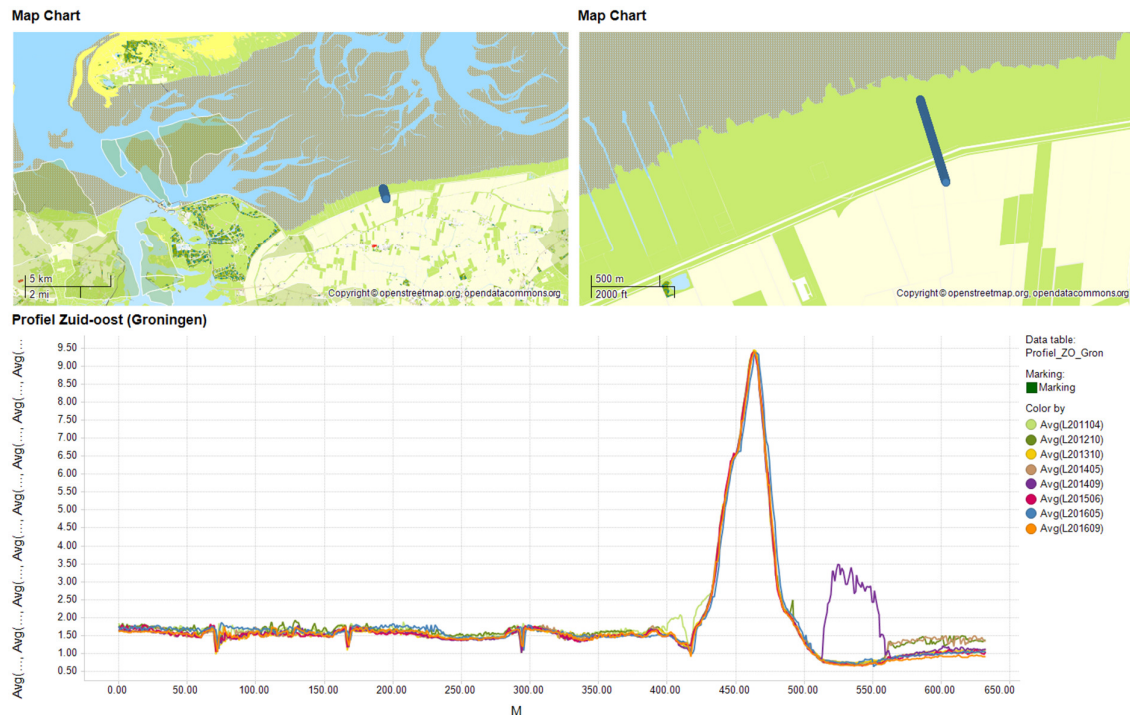 Map Chart
Map Chart
5 km
2 mi
Copyright © openstreetmap.org, opendatacommons.org
500 m
2000 ft
Copyright © openstreetmap.org, opendatacommons.org
Profiel Zuid-oost (Groningen)
Avg(..., Avg(..., Avg(..., Avg(..., Avg(..., Avg(..., Avg(..., Avg(...
9.50
9.00
8.50
8.00
7.50
7.00
6.50
6.00
5.50
5.00
4.50
4.00
3.50
3.00
2.50
2.00
1.50
1.00
0.50
0.00 50.00 100.00 150.00 200.00 250.00 300.00 350.00 400.00 450.00 500.00 550.00 600.00 650.00
M
Data table:
Profiel_ZO_Gron
Marking:
Marking
Color by
Avg(L201104)
Avg(L201210)
Avg(L201310)
Avg(L201405)
Avg(L201409)
Avg(L201506)
Avg(L201605)
Avg(L201609)